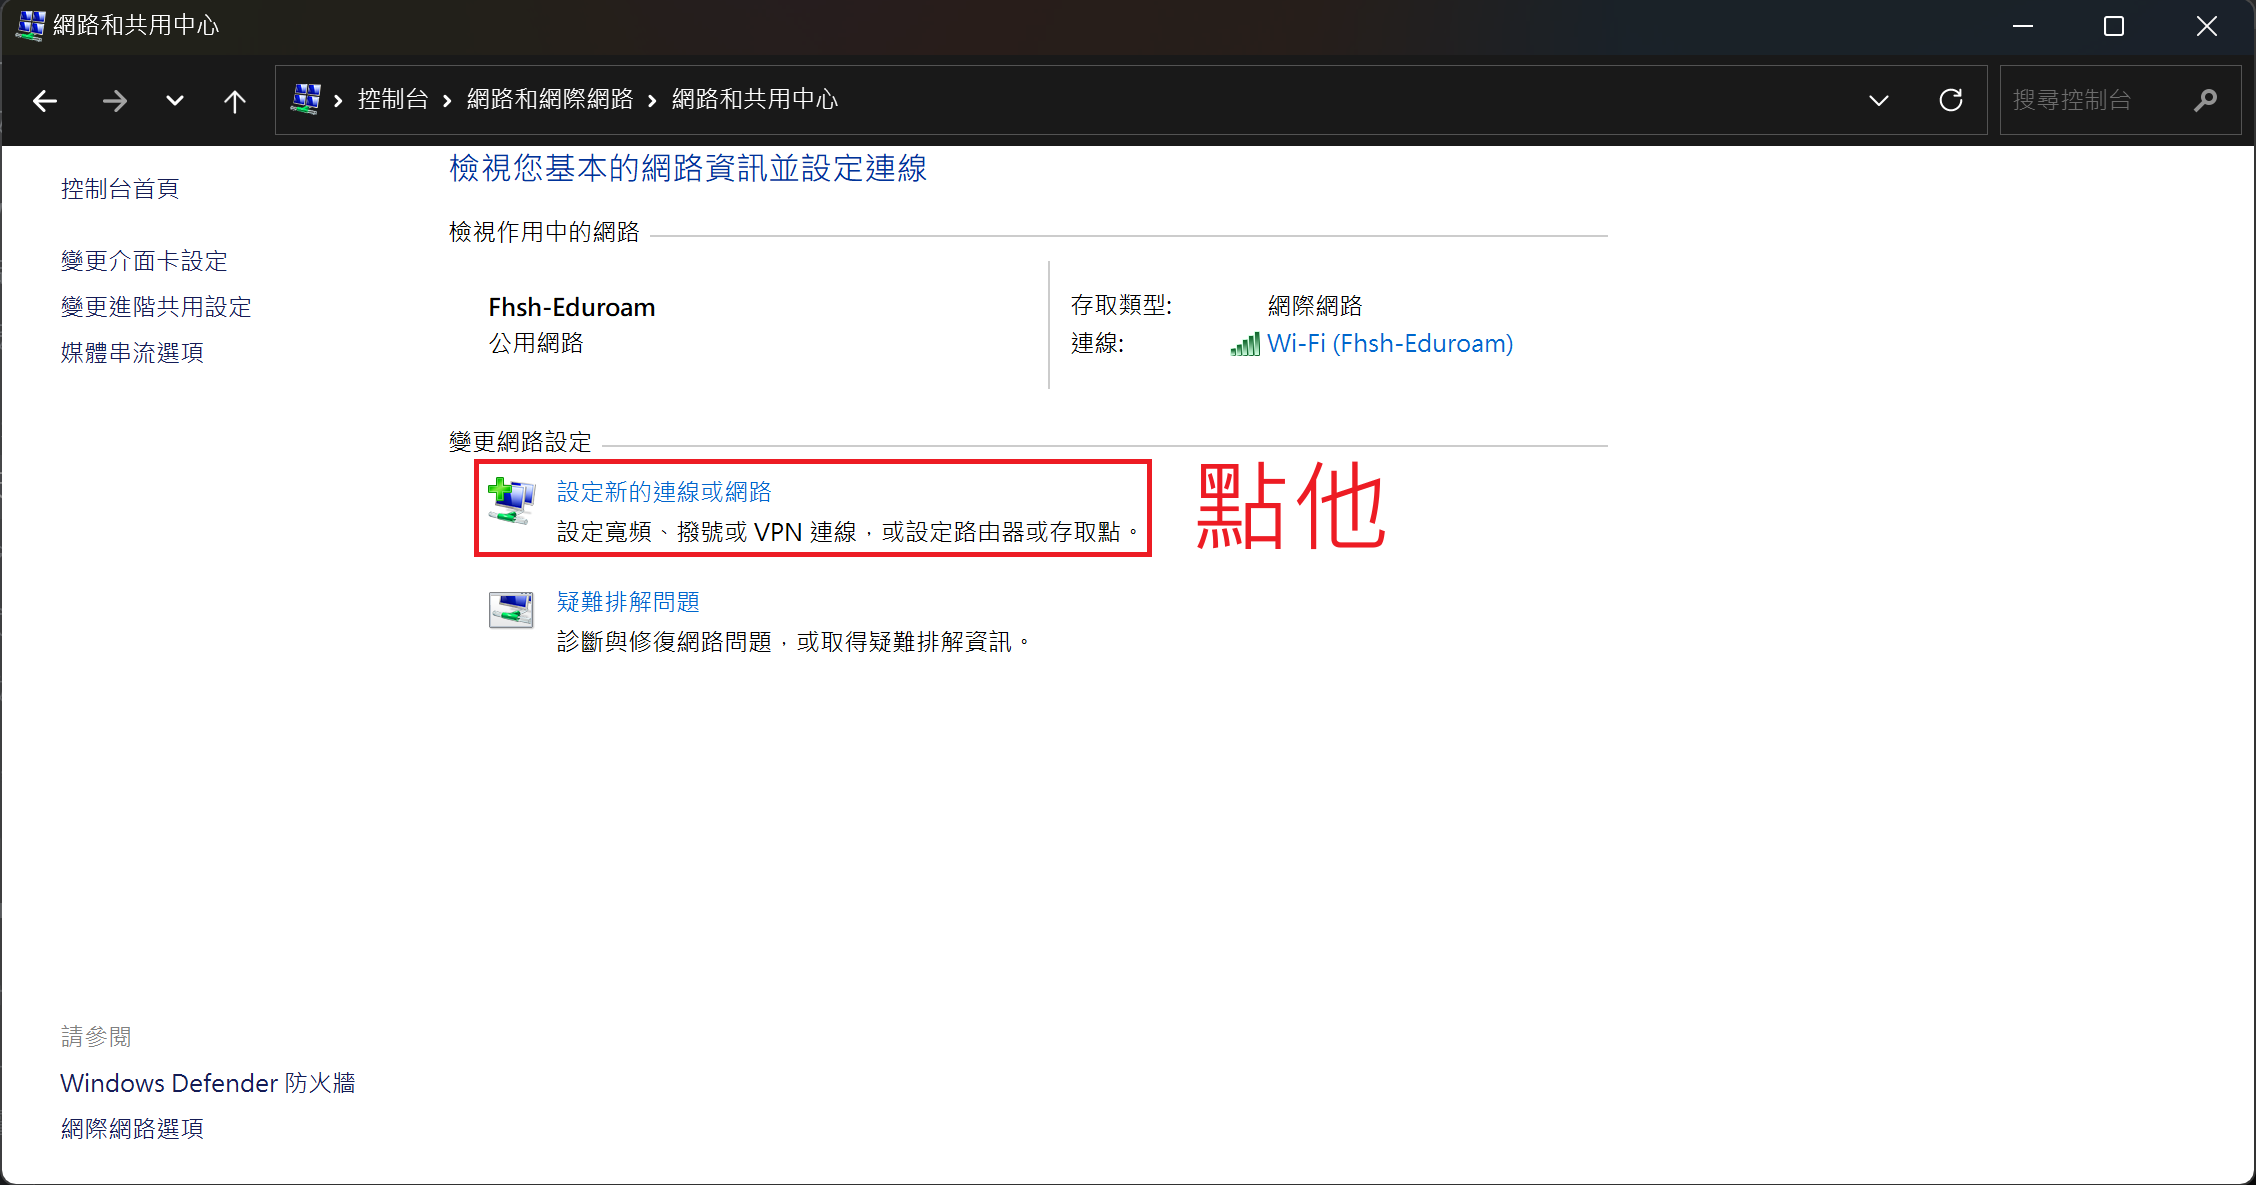 網路和共用中心
控制台 網路和網際網路 網路和共用中心
搜尋控制台
控制台首頁
變更介面卡設定
變更進階共用設定
媒體串流選項
檢視您基本的網路資訊並設定連線
檢視作用中的網路
Fhsh-Eduroam
公用網路
存取類型: 網際網路
連線: Wi-Fi (Fhsh-Eduroam)
變更網路設定
設定新的連線或網路
設定寬頻、撥號或 VPN 連線，或設定路由器或存取點。
點他
疑難排解問題
診斷與修復網路問題，或取得疑難排解資訊。
請參閱
Windows Defender 防火牆
網際網路選項